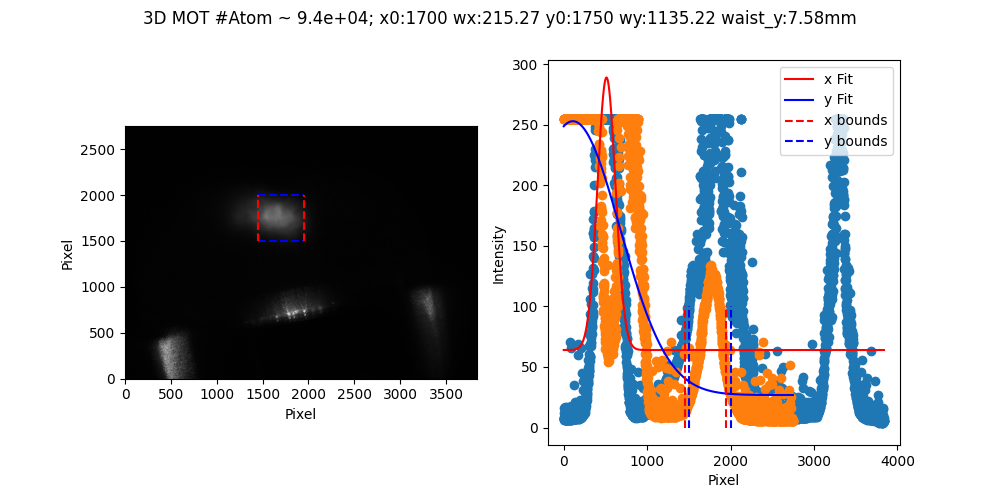 3D MOT #Atom ~ 9.4e+04; x0:1700 wx:215.27 y0:1750 wy:1135.22 waist_y:7.58mm
2500
2000
1500
1000
500
0
Pixel
0 500 1000 1500 2000 2500 3000 3500
Pixel
300
250
200
150
100
50
0
Intensity
x Fit
y Fit
x bounds
y bounds
0 1000 2000 3000 4000
Pixel